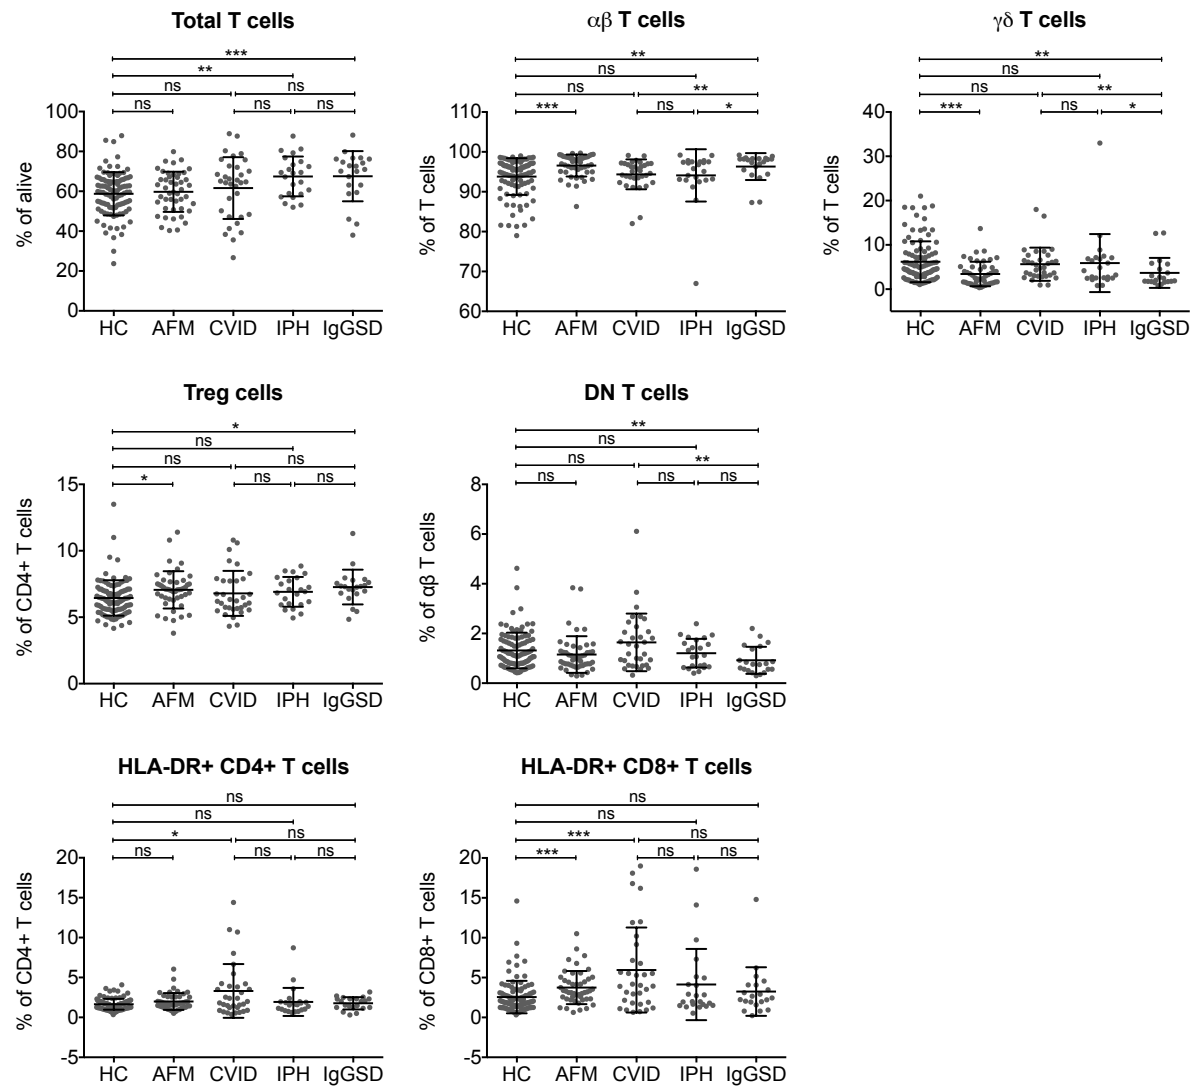 Total T cells
αβ T cells
γδ T cells
***
**
ns
ns
ns
ns
ns
% of alive
100
80
60
40
20
0
HC AFM CVID IPH IgGSD
**
ns
ns
**
***
ns
*
% of T cells
110
100
90
80
70
60
HC AFM CVID IPH IgGSD
**
ns
ns
**
***
ns
*
% of T cells
40
30
20
10
0
HC AFM CVID IPH IgGSD
Treg cells
DN T cells
*
ns
ns
ns
*
ns
ns
% of CD4+ T cells
15
10
5
0
HC AFM CVID IPH IgGSD
**
ns
ns
**
ns
ns
ns
% of αβ T cells
8
6
4
2
0
HC AFM CVID IPH IgGSD
HLA-DR+ CD4+ T cells
HLA-DR+ CD8+ T cells
ns
ns
*
ns
ns
ns
ns
% of CD4+ T cells
20
15
10
5
0
-5
HC AFM CVID IPH IgGSD
ns
ns
***
ns
***
ns
ns
% of CD8+ T cells
20
15
10
5
0
-5
HC AFM CVID IPH IgGSD